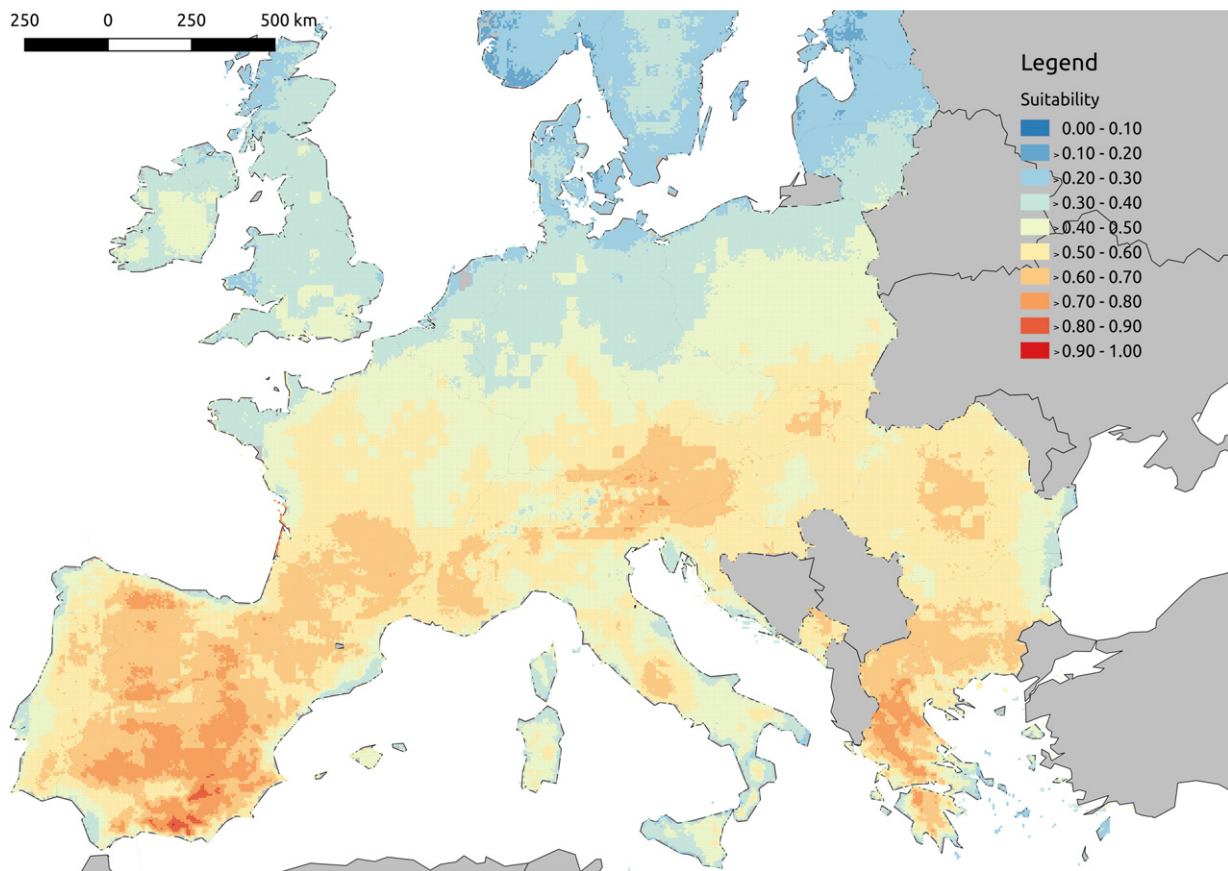 250 0 250 500 km
Legend
Suitability
0.00 - 0.10
> 0.10 - 0.20
> 0.20 - 0.30
> 0.30 - 0.40
> 0.40 - 0.50
> 0.50 - 0.60
> 0.60 - 0.70
> 0.70 - 0.80
> 0.80 - 0.90
> 0.90 - 1.00